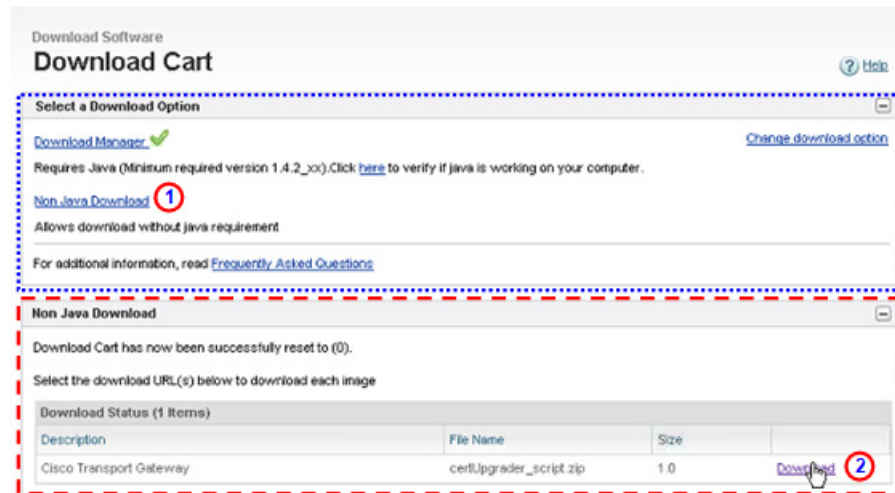 Download Software
Download Cart
Help
Select a Download Option
Download Manager
Change download option
Requires Java (Minimum required version 1.4.2_xx).Click here to verify if java is working on your computer.
Non Java Download 1
Allows download without java requirement
For additional information, read Frequently Asked Questions
Non Java Download
Download Cart has now been successfully reset to (0).
Select the download URL(s) below to download each image
Download Status (1 Items)
Description File Name Size
Cisco Transport Gateway certUpgrader_script.zip 1.0 Download 2